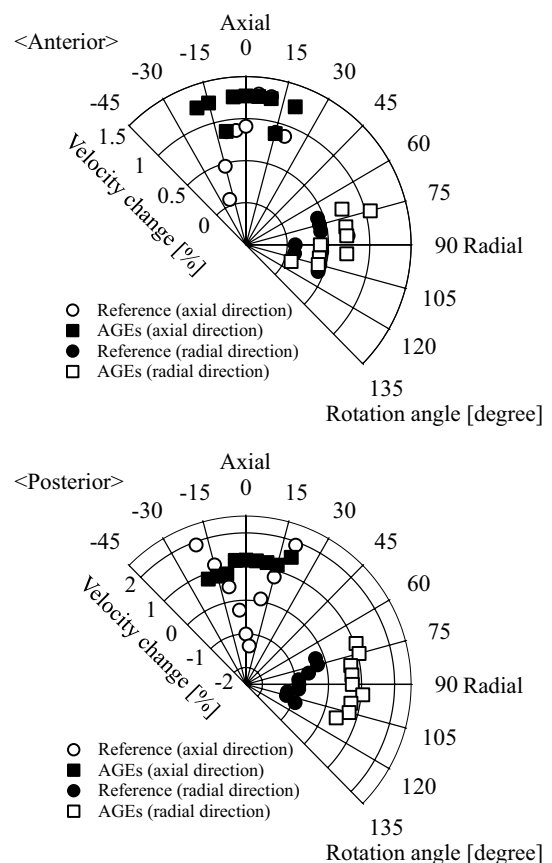 <Anterior>
Axial
-45 -30 -15 0 15 30 45 60 75 90 Radial 105 120 135
1.5 1 0.5 0
Velocity change [%]
Reference (axial direction)
AGEs (axial direction)
Reference (radial direction)
AGEs (radial direction)
Rotation angle [degree]
<Posterior>
Axial
-45 -30 -15 0 15 30 45 60 75 90 Radial 105 120 135
2 1 0 -1 -2
Velocity change [%]
Reference (axial direction)
AGEs (axial direction)
Reference (radial direction)
AGEs (radial direction)
Rotation angle [degree]